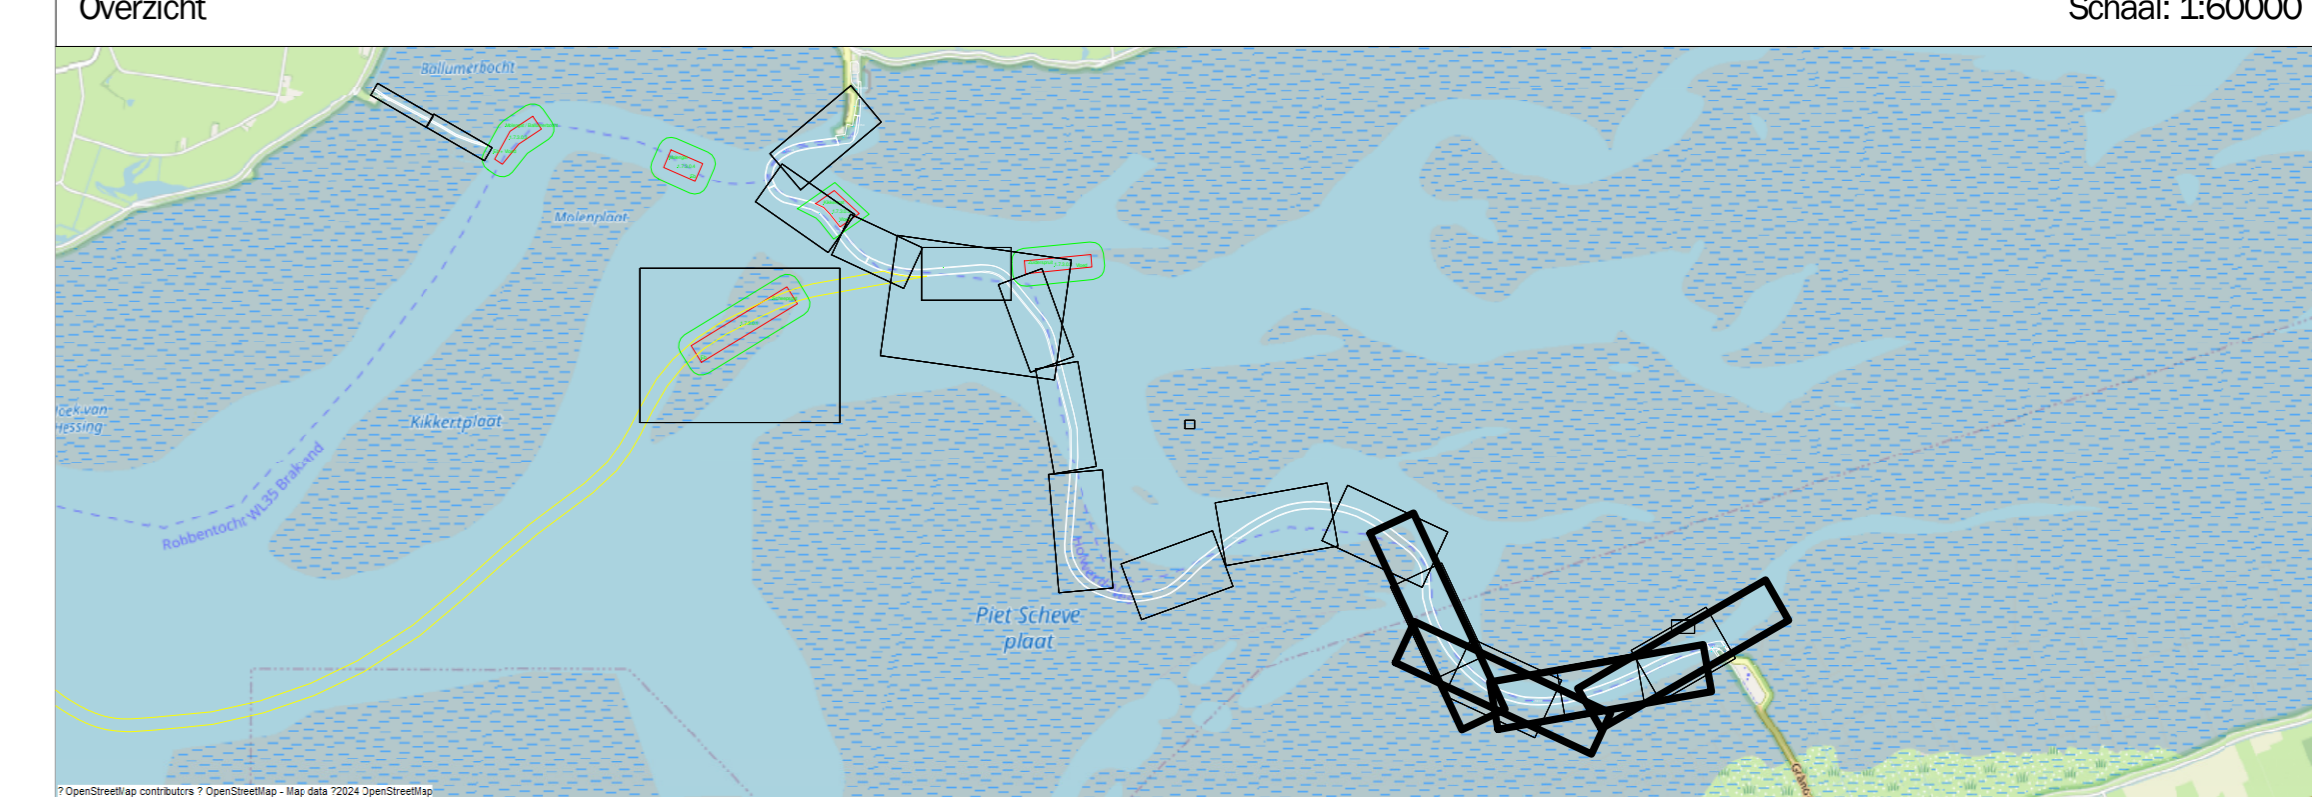 Overzicht
Schaal: 1:60000
Ballumerbocht
Molenplaat
Kikkertplaat
Robbentocht WL35 Brakzand
Piet Scheve
plaat
? OpenStreetMap contributors ? OpenStreetMap - Map data ?2024 OpenStreetMap